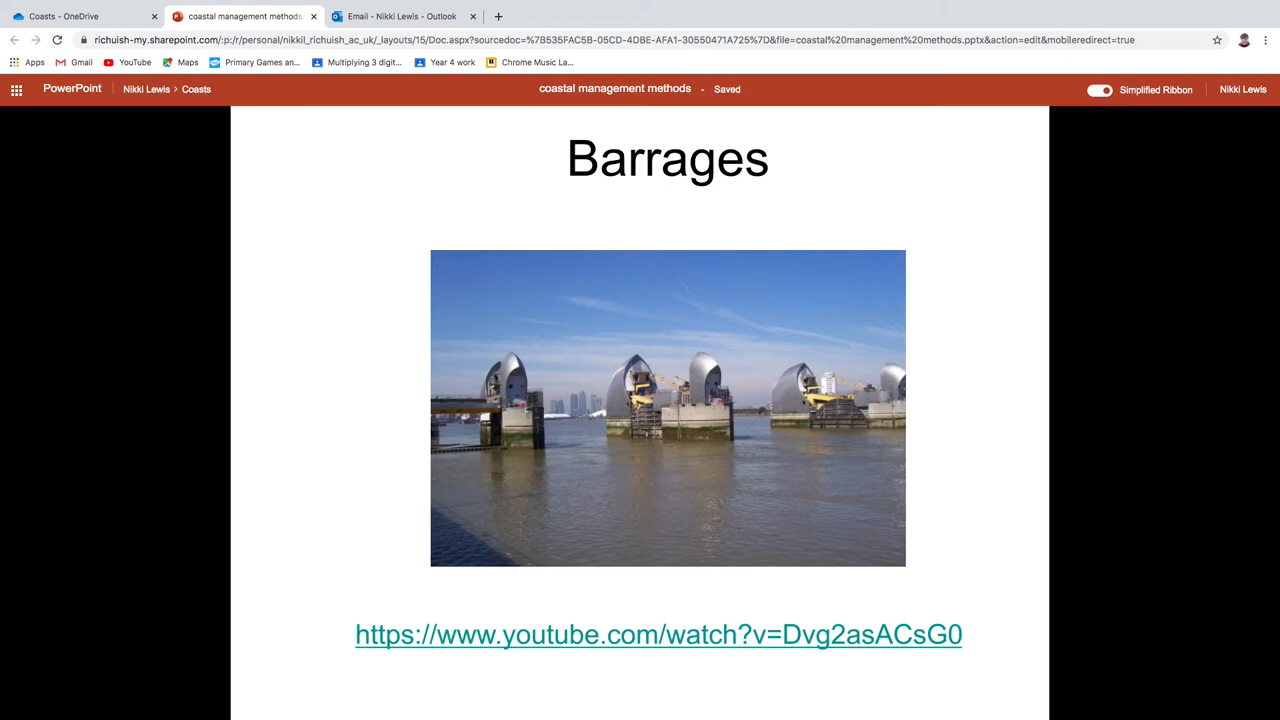 Coasts - OneDrive
coastal management methods.
Email - Nikki Lewis - Outlook
richuish-my.sharepoint.com/:p:/r/personal/nikkil_richuish_ac_uk/_layouts/15/Doc.aspx?sourcedoc=%7B535FAC5B-05CD-4DBE-AFA1-30550471A725%7D&file=coastal%20management%20methods.pptx&action=edit&mobileredirect=true
Apps Gmail YouTube Maps Primary Games an... Multiplying 3 digit... Year 4 work Chrome Music La...
PowerPoint Nikki Lewis > Coasts coastal management methods - Saved Simplified Ribbon Nikki Lewis
Barrages
https://www.youtube.com/watch?v=Dvg2asACsG0